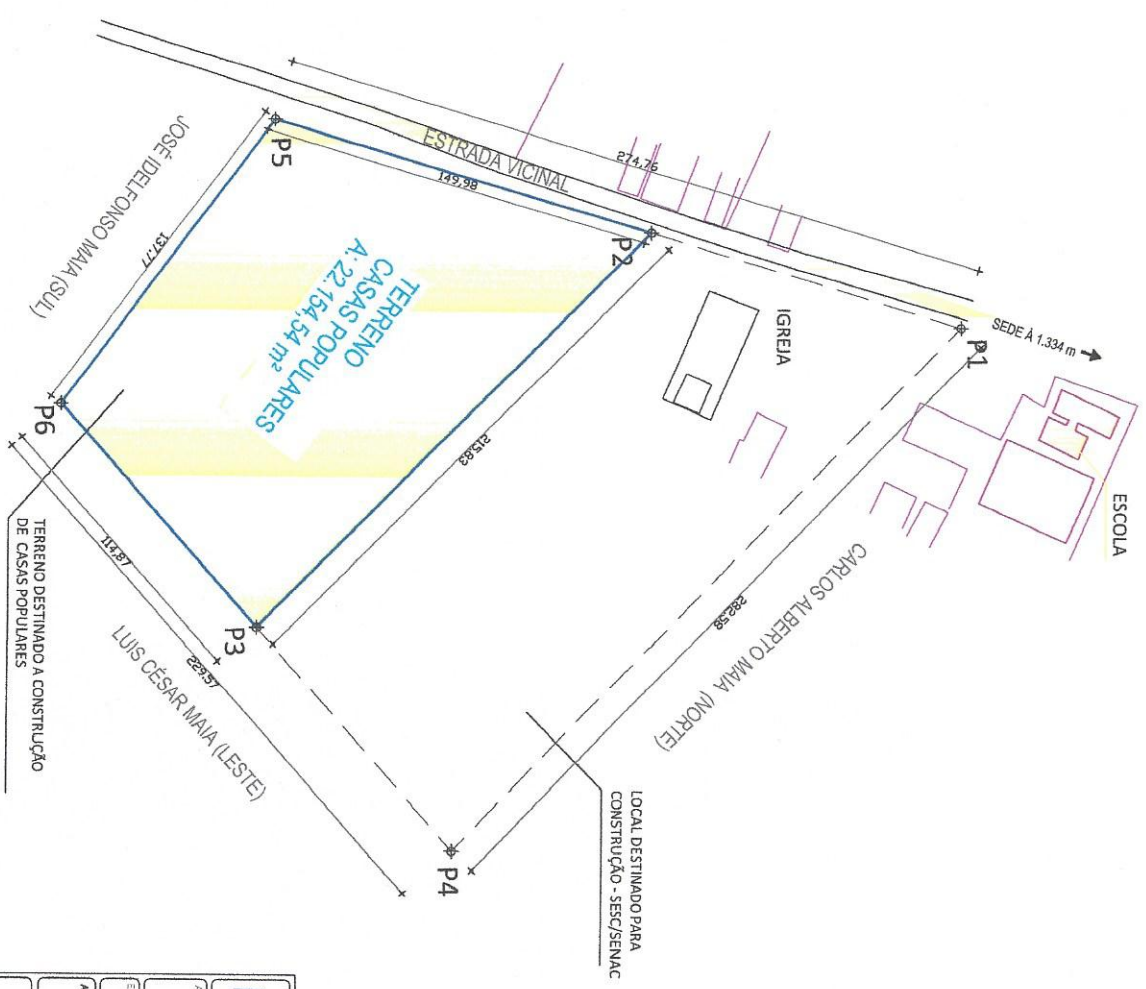 ESCOLA
SEDE À 1.334 m
P1
IGREJA
CARLOS ALBERTO MAIA (NORTE)
282,58
274,76
ESTRADA VICINAL
149,98
P2
P5
JOSÉ IDELFONSO MAIA (SUL)
137,77
TERRENO
CASAS POPULARES
A: 22.154,54 m²
212,83
P6
P3
114,87
229,57
LUIS CÉSAR MAIA (LESTE)
P4
LOCAL DESTINADO PARA
CONSTRUÇÃO - SESC/SENAC
TERRENO DESTINADO A CONSTRUÇÃO
DE CASAS POPULARES